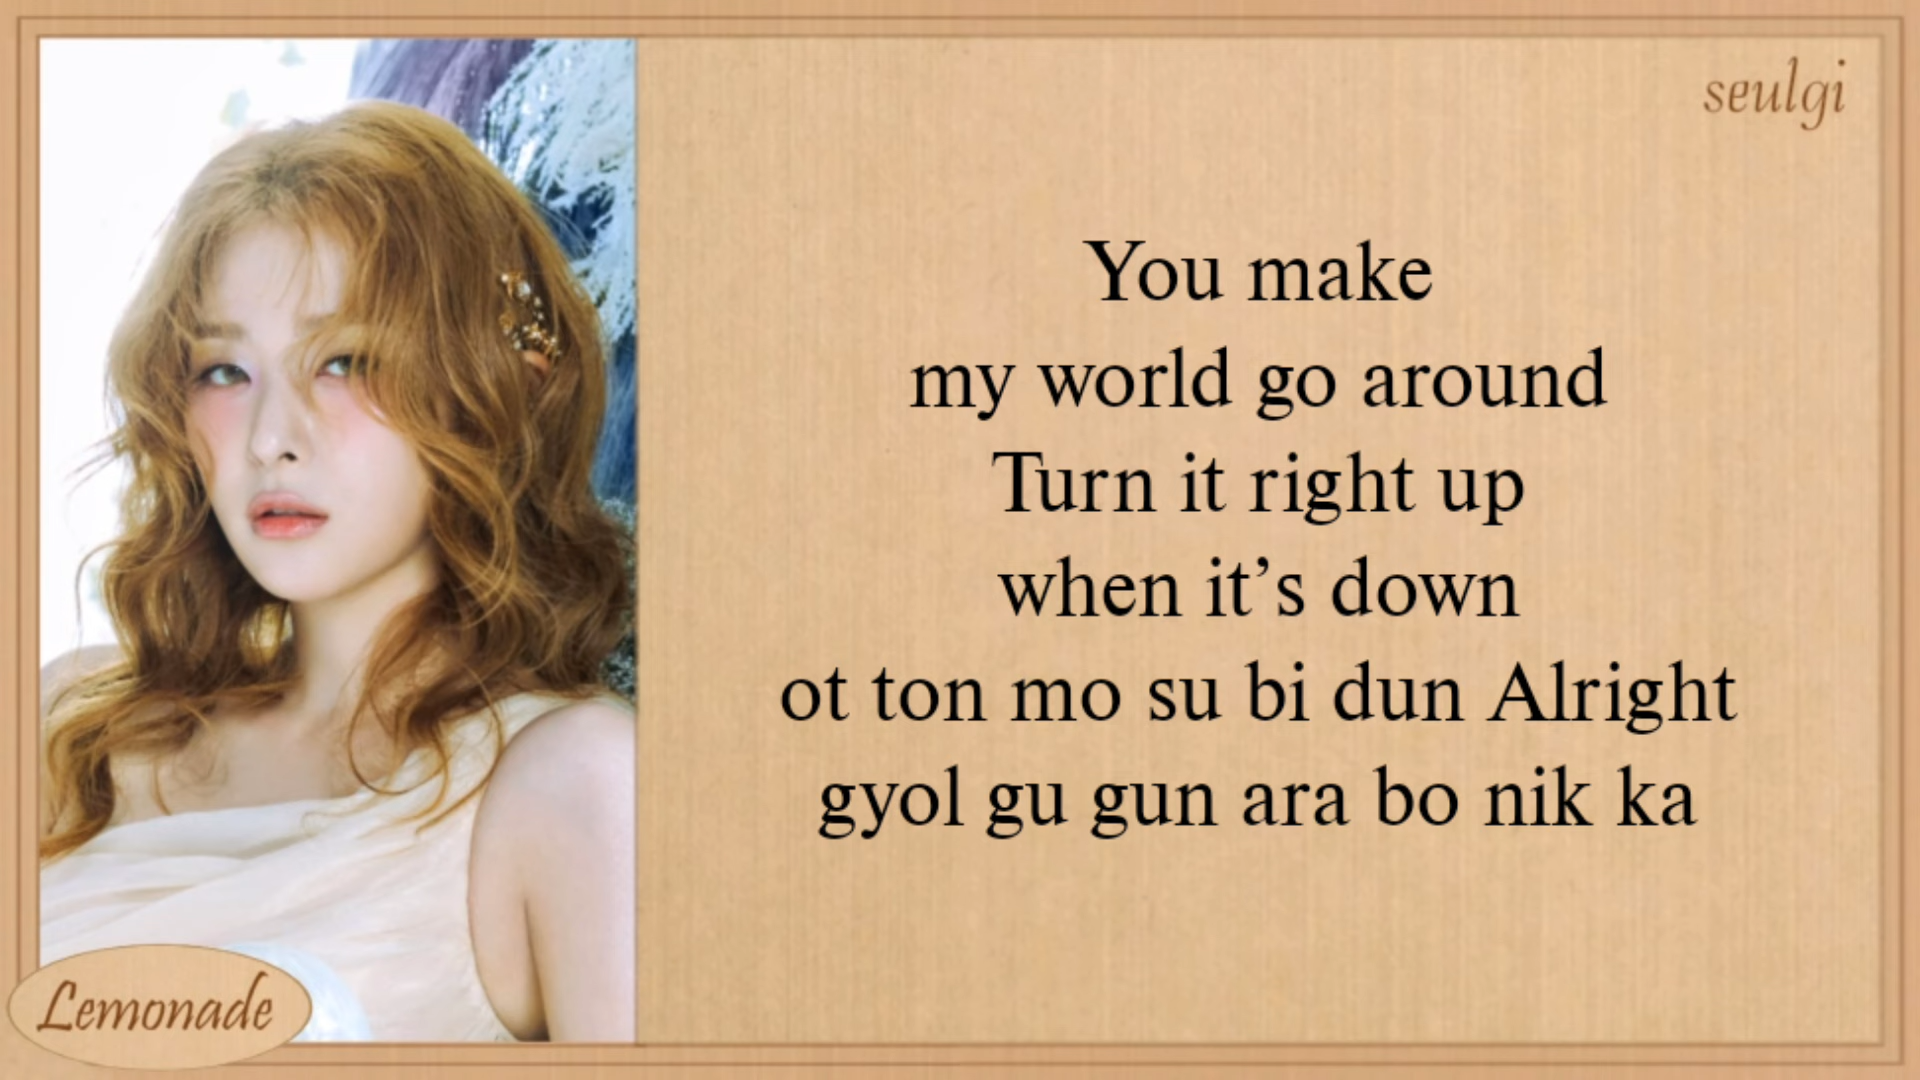 seulgi
You make
my world go around
Turn it right up
when it’s down
ot ton mo su bi dun Alright
gyol gu gun ara bo nik ka
Lemonade